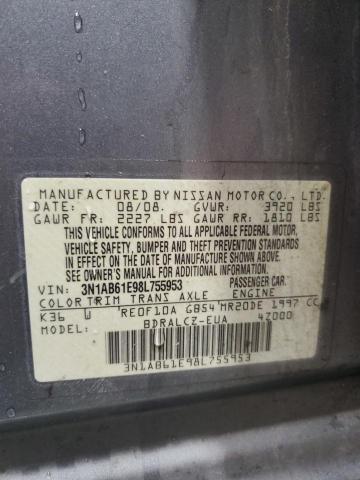 MANUFACTURED BY NISSAN MOTOR CO., LTD.
DATE: 08/08. GVWR: 3920 LBS
GAWR FR: 2227 LBS GAWR RR: 1810 LBS
THIS VEHICLE CONFORMS TO ALL APPLICABLE FEDERAL MOTOR
VEHICLE SAFETY, BUMPER AND THEFT PREVENTION STANDARDS
IN EFFECT ON THE DATE OF MANUFACTURE SHOWN ABOVE.
SEE OWNER'S MANUAL FOR FURTHER INFORMATION.
VIN: 3N1AB61E98L755953 PASSENGER CAR.
COLOR TRIM TRANS AXLE ENGINE
K36 W REOF10A GB54 MR20DE 1997 CC
MODEL: BDRALCZ-EUA 4Z000
3N1AB61E98L755953